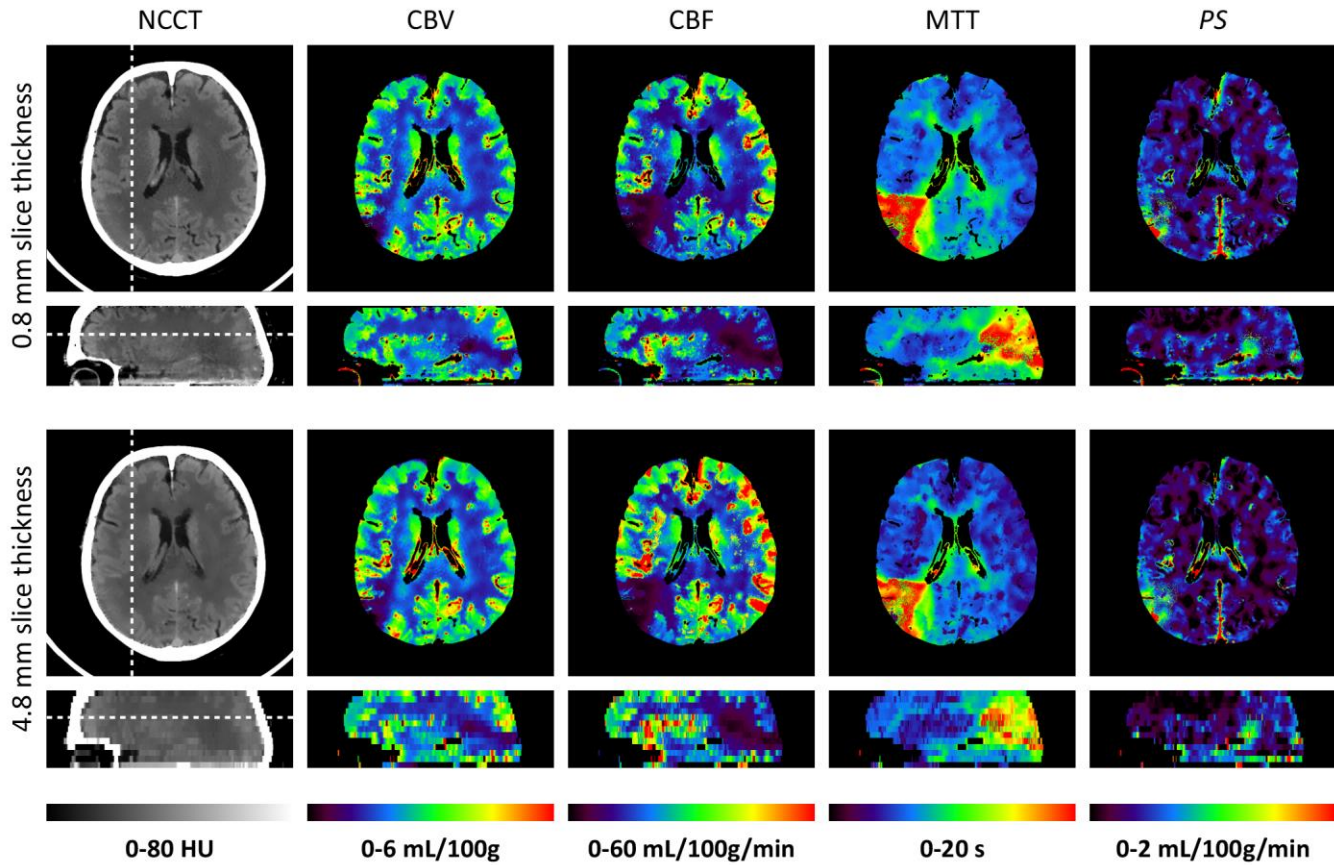 NCCT CBV CBF MTT PS
0.8 mm slice thickness
4.8 mm slice thickness
0-80 HU 0-6 mL/100g 0-60 mL/100g/min 0-20 s 0-2 mL/100g/min